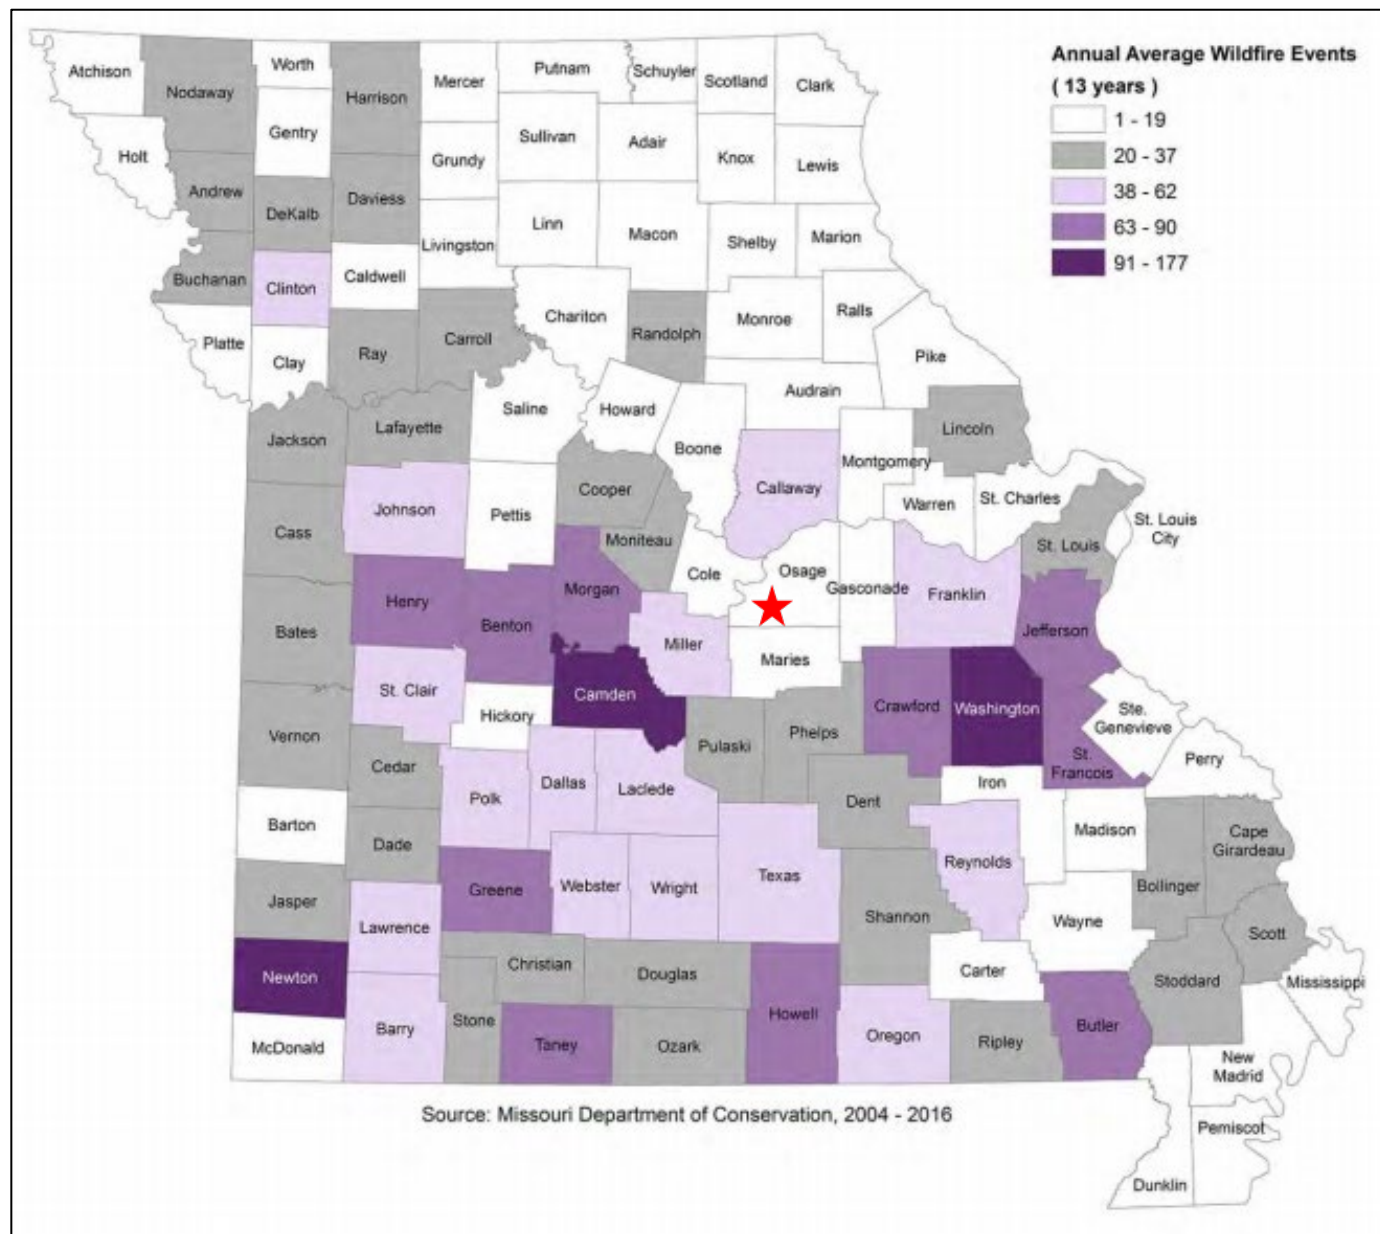 Annual Average Wildfire Events
( 13 years )
1 - 19
20 - 37
38 - 62
63 - 90
91 - 177
Atchison
Nodaway
Worth
Harrison
Mercer
Putnam
Schuyler
Scotland
Clark
Holt
Gentry
Grundy
Sullivan
Adair
Knox
Lewis
Andrew
DeKalb
Daviess
Livingston
Linn
Macon
Shelby
Marion
Buchanan
Clinton
Caldwell
Carroll
Chariton
Randolph
Monroe
Ralls
Platte
Clay
Ray
Pike
Audrain
Saline
Howard
Jackson
Lafayette
Boone
Lincoln
Callaway
Montgomery
Warren
St. Charles
St. Louis
City
Cass
Johnson
Pettis
Cooper
Moniteau
St. Louis
Cole
Osage
Gasconade
Franklin
Henry
Benton
Morgan
Jefferson
Bates
Miller
Maries
St. Clair
Camden
Crawford
Washington
Hickory
Ste.
Genevieve
Vernon
Pulaski
Phelps
St.
Francois
Perry
Cedar
Polk
Dallas
Laclede
Dent
Iron
Barton
Dade
Madison
Cape
Girardeau
Reynolds
Greene
Webster
Wright
Texas
Bollinger
Jasper
Lawrence
Shannon
Wayne
Scott
Newton
Christian
Douglas
Carter
Stoddard
Mississippi
McDonald
Barry
Stone
Taney
Ozark
Howell
Oregon
Ripley
Butler
New
Madrid
Pemiscot
Dunklin
Source: Missouri Department of Conservation, 2004 - 2016